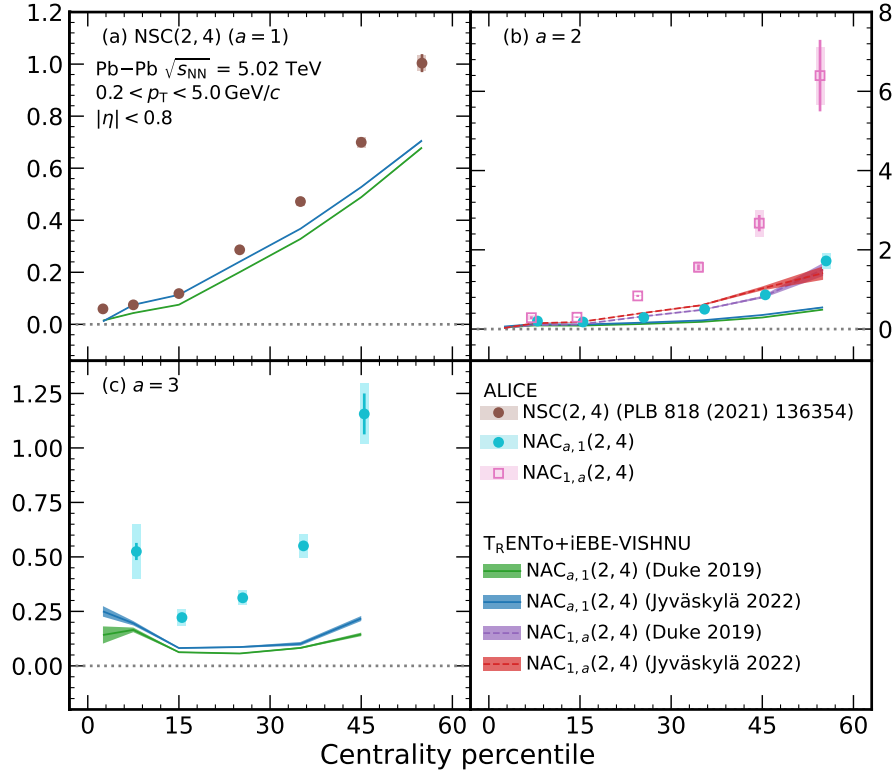 (a) NSC(2, 4) (a = 1)
Pb−Pb √sNN = 5.02 TeV
0.2 < pT < 5.0 GeV/c
|η| < 0.8
1.2
1.0
0.8
0.6
0.4
0.2
0.0
(b) a = 2
8
6
4
2
0
(c) a = 3
1.25
1.00
0.75
0.50
0.25
0.00
ALICE
NSC(2, 4) (PLB 818 (2021) 136354)
NACa, 1(2, 4)
NAC1, a(2, 4)
TRENTo+iEBE-VISHNU
NACa, 1(2, 4) (Duke 2019)
NACa, 1(2, 4) (Jyväskylä 2022)
NAC1, a(2, 4) (Duke 2019)
NAC1, a(2, 4) (Jyväskylä 2022)
0 15 30 45 60 0 15 30 45 60
Centrality percentile